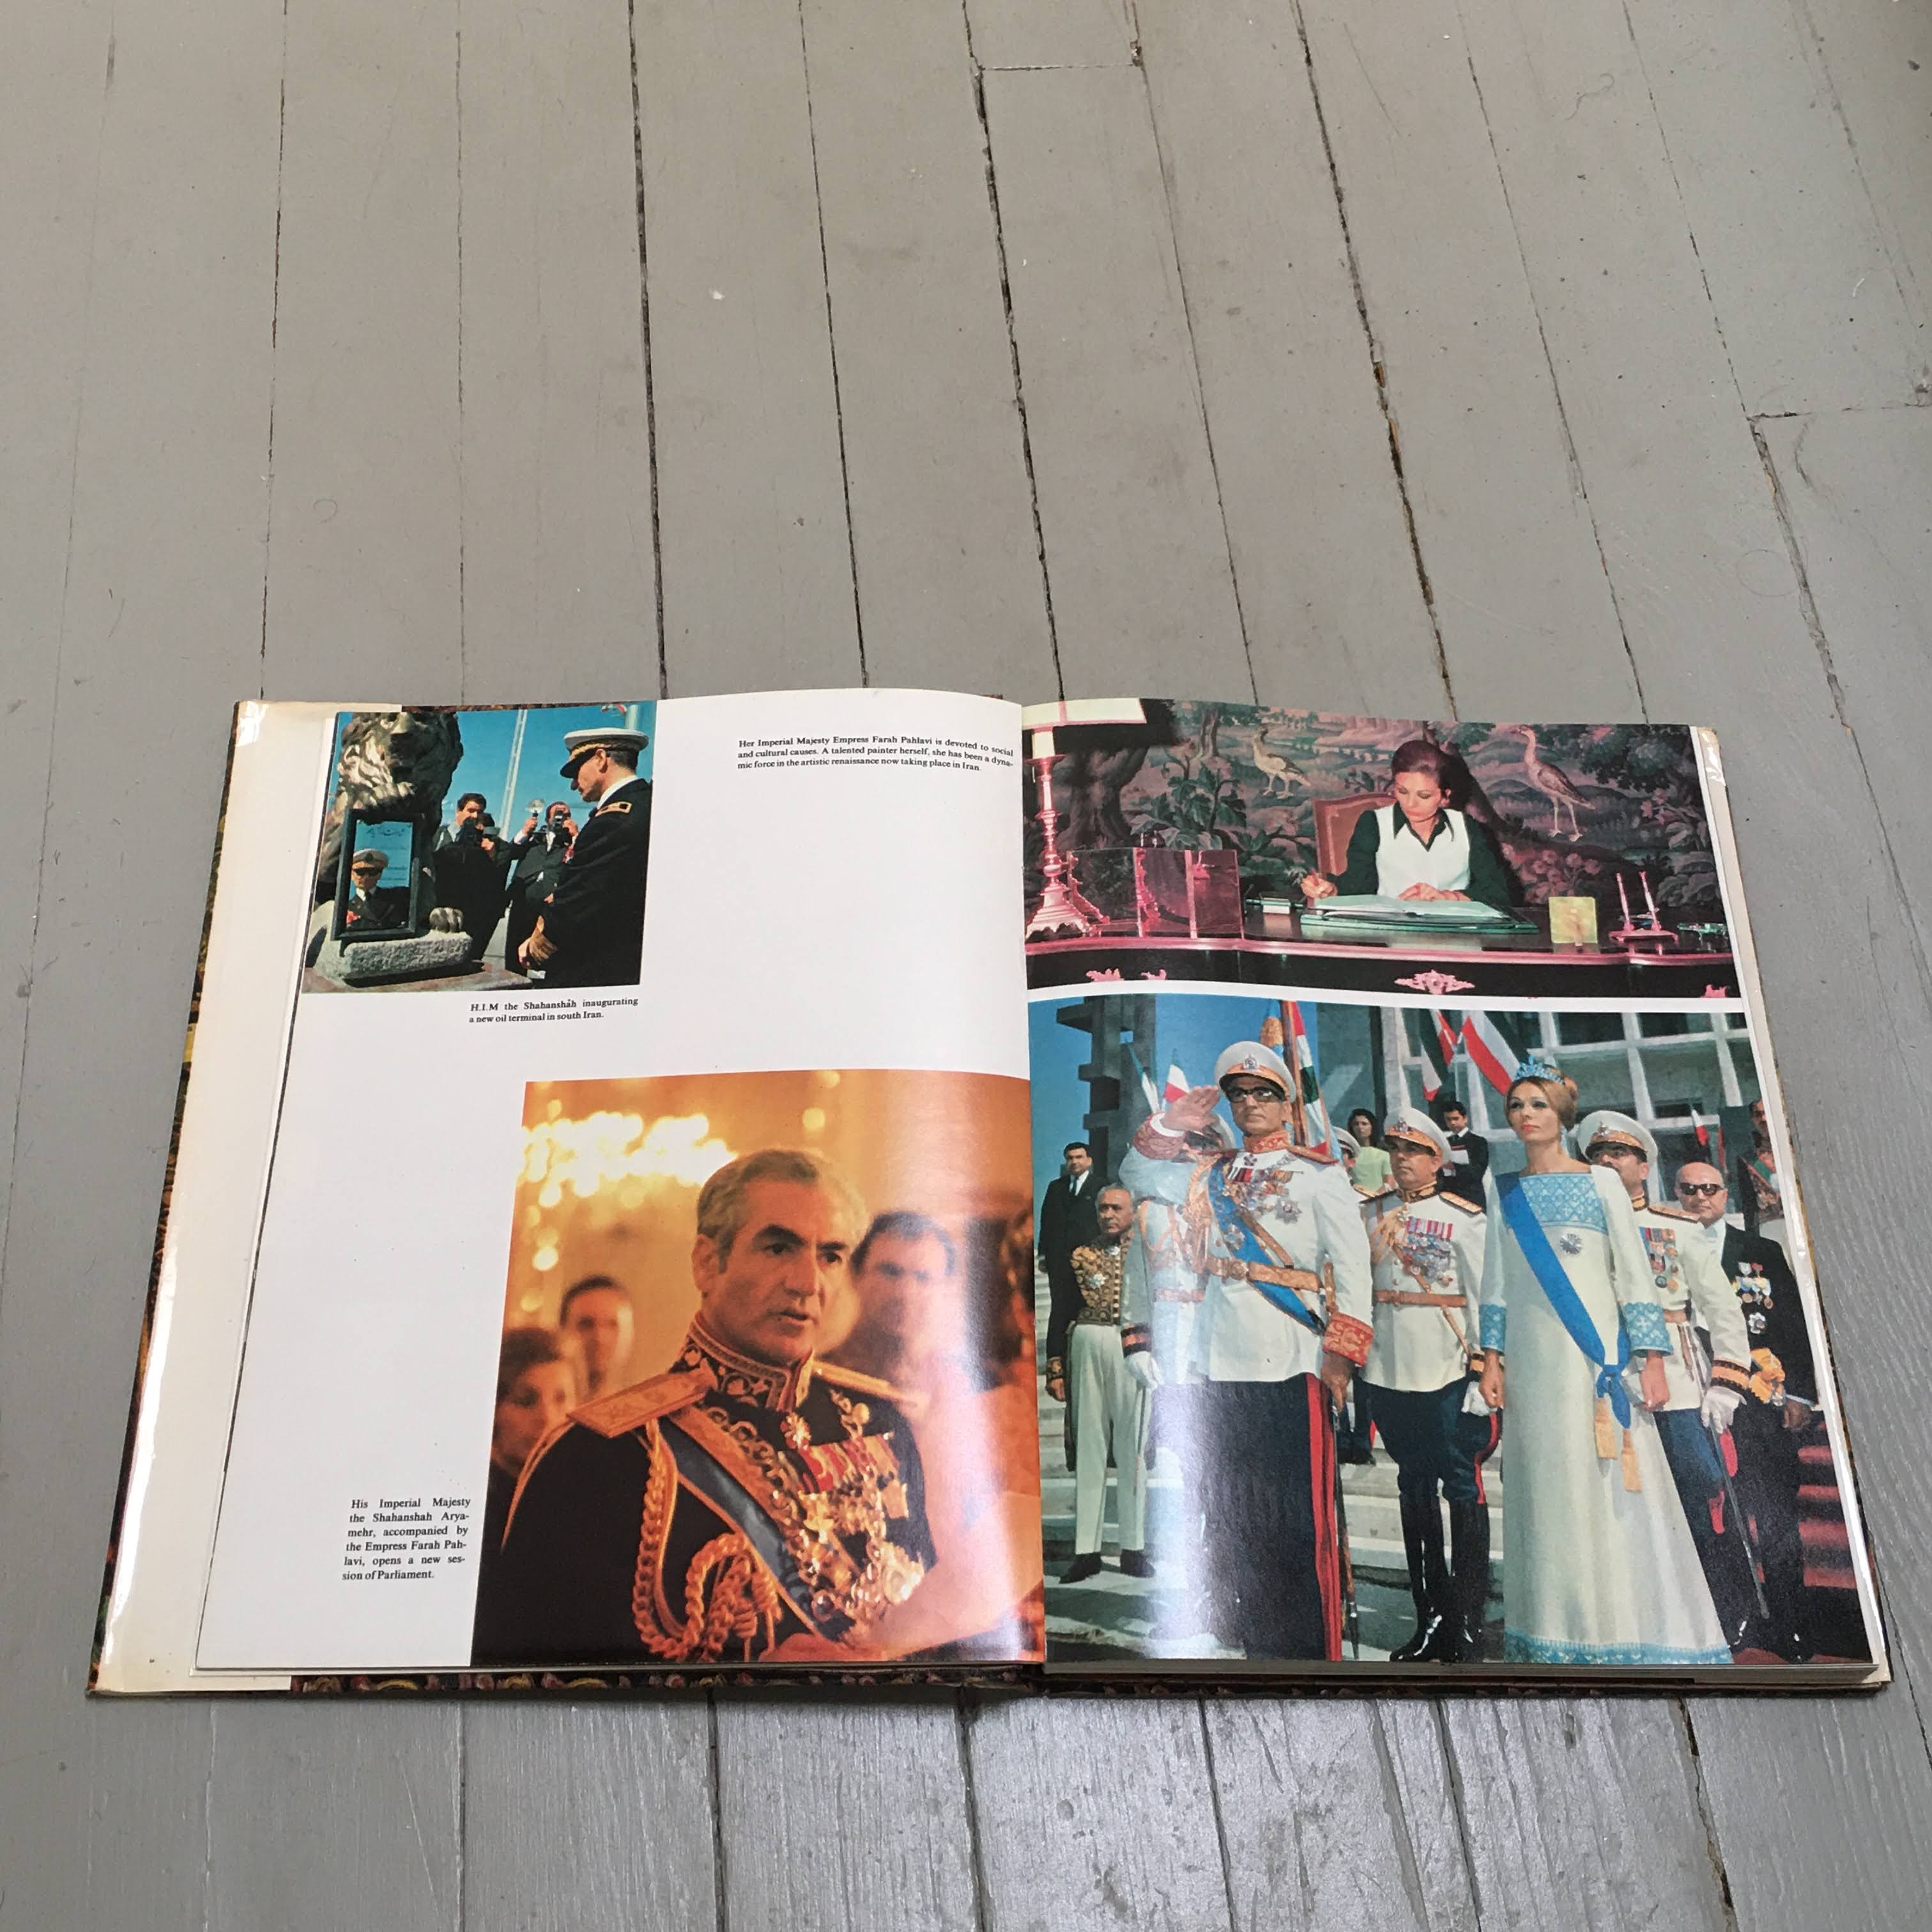 Her Imperial Majesty Empress Farah Pahlavi is devoted to social
and cultural causes. A talented painter herself, she has been a dyna-
mic force in the artistic renaissance now taking place in Iran.
H.I.M the Shahanshah inaugurating
a new oil terminal in south Iran.
His Imperial Majesty
the Shahanshah Arya-
mehr, accompanied by
the Empress Farah Pah-
lavi, opens a new ses-
sion of Parliament.